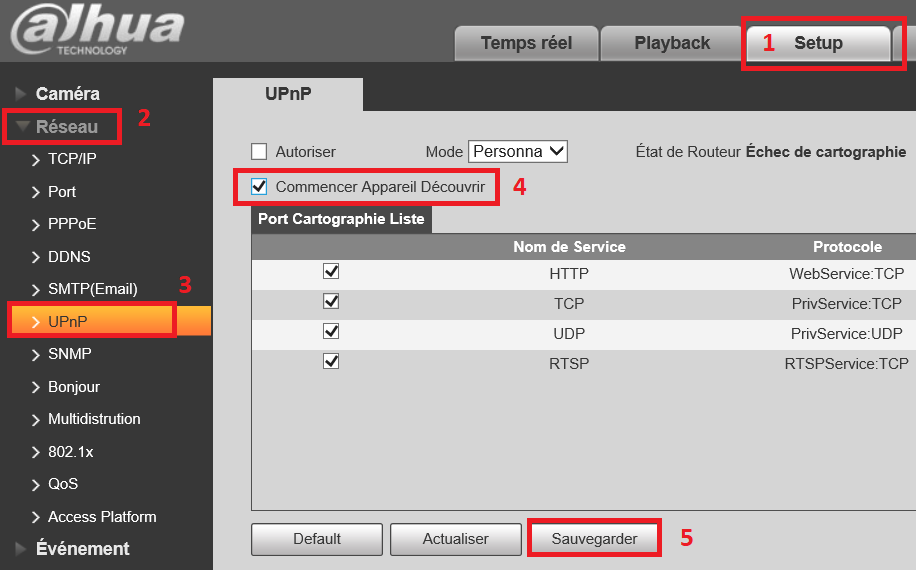 alhua
TECHNOLOGY
Temps réel
Playback
1 Setup
Caméra
Réseau 2
TCP/IP
Port
PPPoE
DDNS
SMTP(Email)
3
UPnP
SNMP
Bonjour
Multidistrution
802.1x
QoS
Access Platform
Événement
UPnP
Autoriser Mode Personna État de Routeur Échec de cartographie
Commencer Appareil Découvrir 4
Port Cartographie Liste
Nom de Service Protocole
HTTP WebService:TCP
TCP PrivService:TCP
UDP PrivService:UDP
RTSP RTSPService:TCP
Default Actualiser Sauvegarder 5